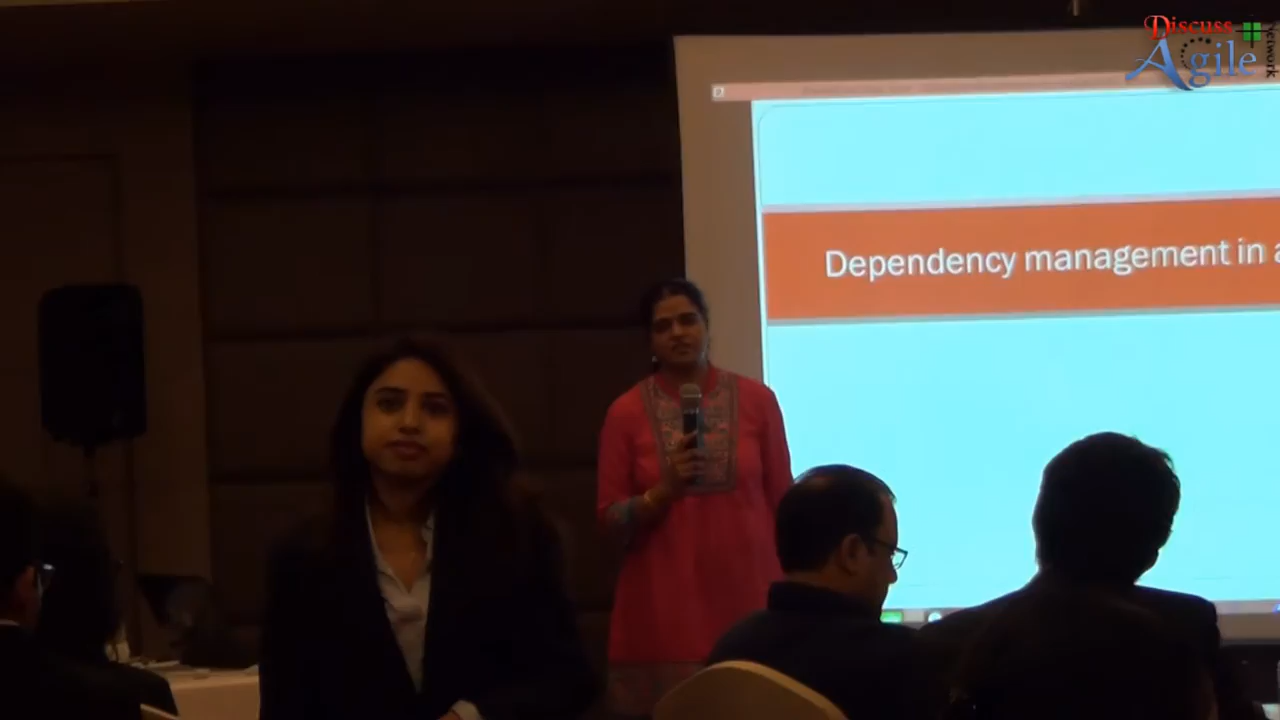 Discuss
Agile
Network
Dependency management in a